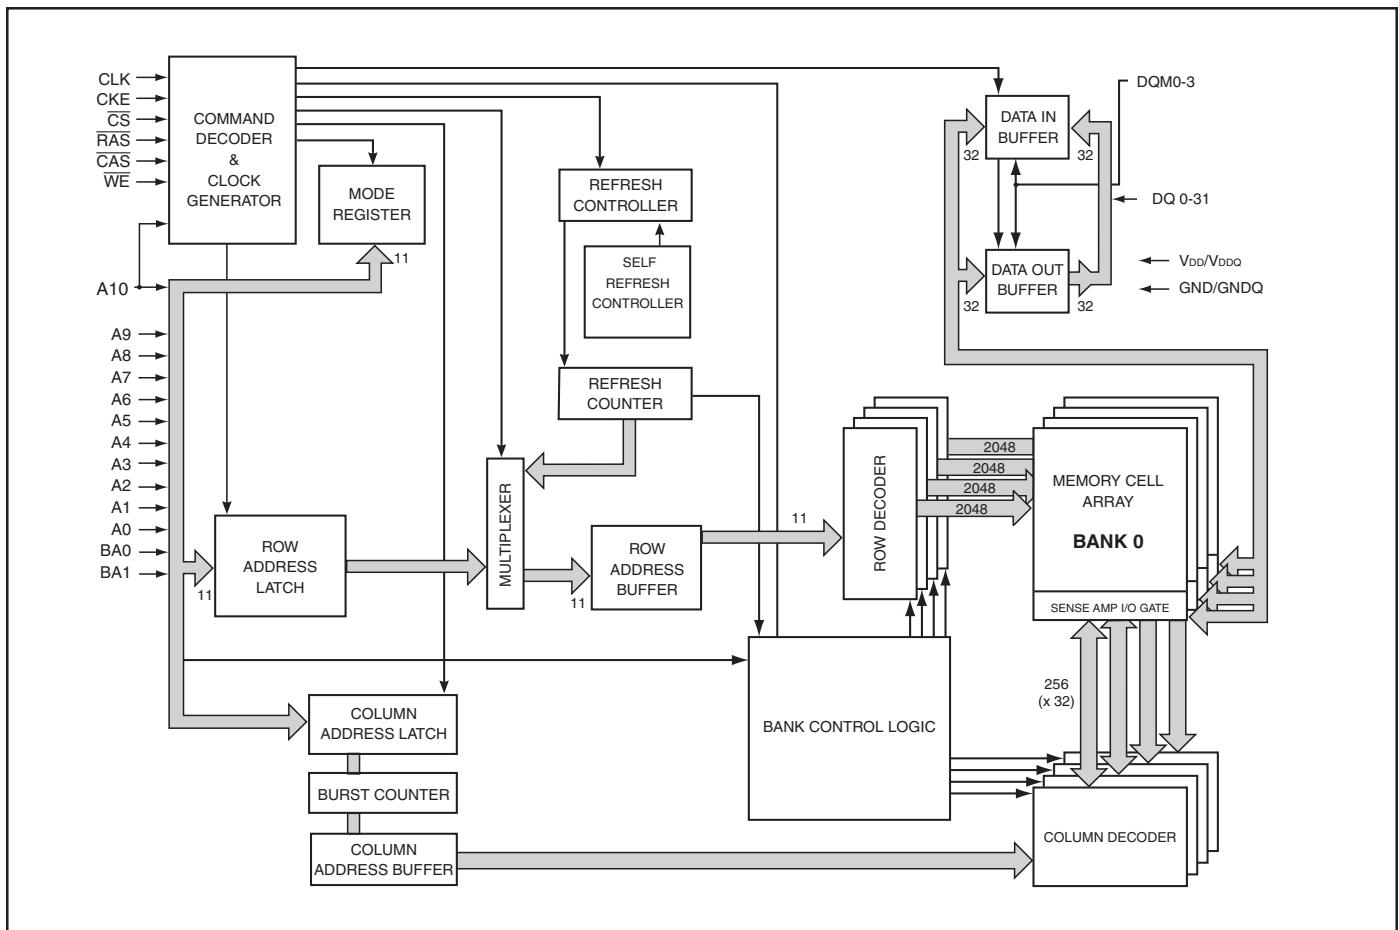 CLK
CKE
CS
RAS
CAS
WE
A10
A9
A8
A7
A6
A5
A4
A3
A2
A1
A0
BA0
BA1
COMMAND
DECODER
&
CLOCK
GENERATOR
MODE
REGISTER
11
REFRESH
CONTROLLER
SELF
REFRESH
CONTROLLER
REFRESH
COUNTER
DATA IN
BUFFER
32
32
DQM0-3
DQ 0-31
DATA OUT
BUFFER
32
32
VDD/VDDQ
GND/GNDQ
11
ROW
ADDRESS
LATCH
MULTIPLEXER
11
ROW
ADDRESS
BUFFER
11
ROW DECODER
2048
2048
2048
2048
MEMORY CELL
ARRAY
BANK 0
SENSE AMP I/O GATE
256
(x 32)
BANK CONTROL LOGIC
COLUMN
ADDRESS LATCH
BURST COUNTER
COLUMN
ADDRESS BUFFER
COLUMN DECODER